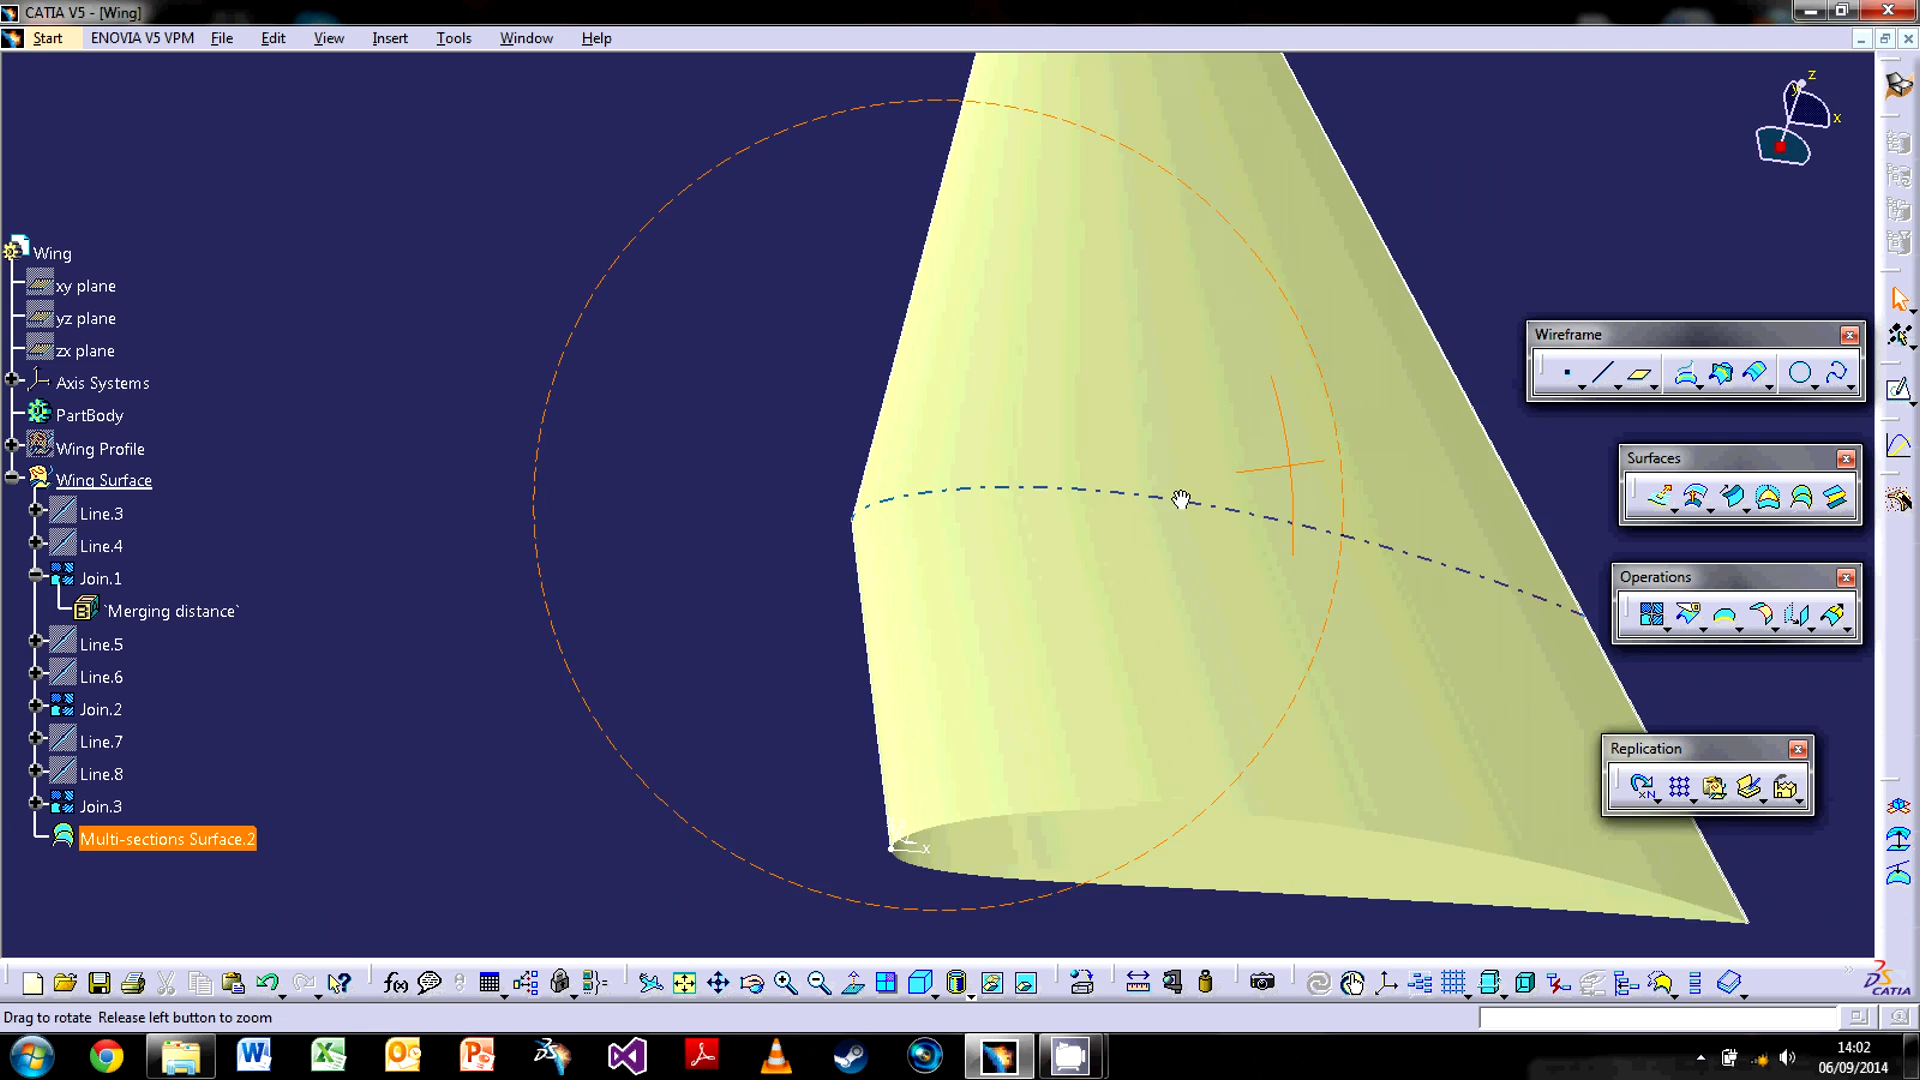 CATIA V5 - [Wing]
Start ENOVIA V5 VPM File Edit View Insert Tools Window Help
z
y
x
Wing
xy plane
yz plane
zx plane
Axis Systems
PartBody
Wing Profile
Wing Surface
Line.3
Line.4
Join.1
`Merging distance`
Line.5
Line.6
Join.2
Line.7
Line.8
Join.3
Multi-sections Surface.2
x
Wireframe
Surfaces
Operations
Replication
CATIA
Drag to rotate Release left button to zoom
14:02
06/09/2014